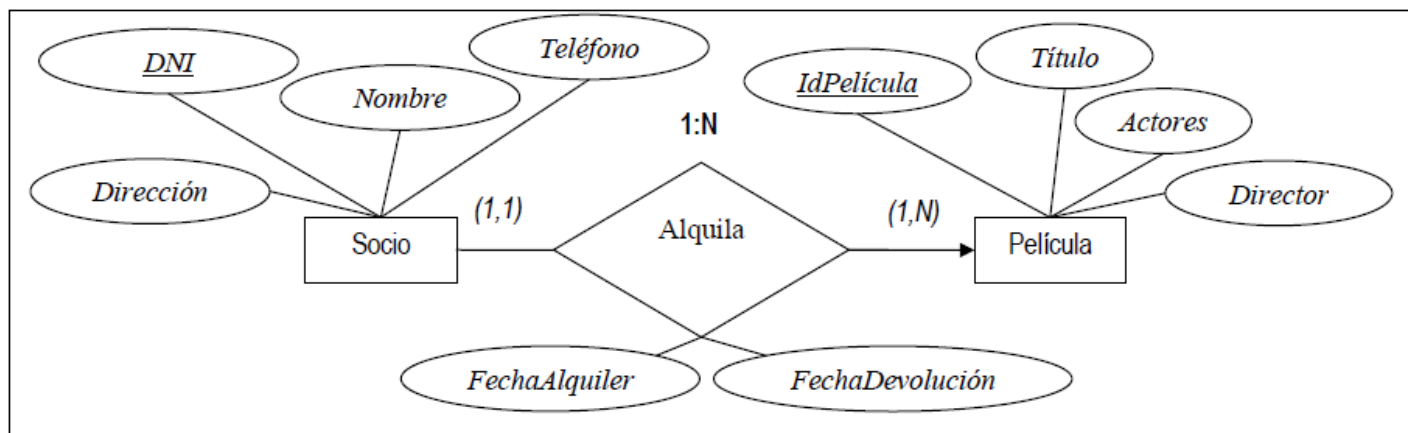 DNI
Nombre
Teléfono
Dirección
Socio
(1,1)
1:N
Alquila
(1,N)
FechaAlquiler
FechaDevolución
IdPelícula
Título
Actores
Director
Película